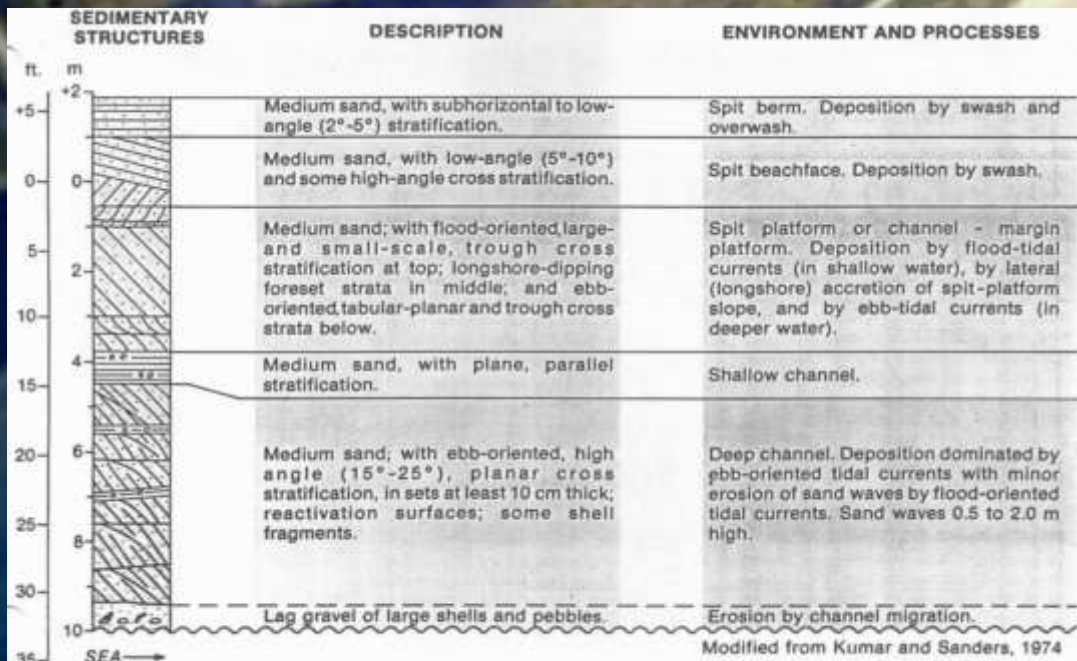 SEDIMENTARY
STRUCTURES
DESCRIPTION
ENVIRONMENT AND PROCESSES
ft. m
+2
+5
0
0
5
2
10
4
15
20
6
25
8
30
10
35
Medium sand, with subhorizontal to low-
angle (2°-5°) stratification.
Spit berm. Deposition by swash and
overwash.
Medium sand, with low-angle (5°-10°)
and some high-angle cross stratification.
Spit beachface. Deposition by swash.
Medium sand; with flood-oriented, large-
and small-scale, trough cross
stratification at top; longshore-dipping
foreset strata in middle; and ebb-
oriented, tabular-planar and trough cross
strata below.
Spit platform or channel - margin
platform. Deposition by flood-tidal
currents (in shallow water), by lateral
(longshore) accretion of spit-platform
slope, and by ebb-tidal currents (in
deeper water).
Medium sand, with plane, parallel
stratification.
Shallow channel.
Medium sand; with ebb-oriented, high
angle (15°-25°), planar cross
stratification, in sets at least 10 cm thick;
reactivation surfaces; some shell
fragments.
Deep channel. Deposition dominated by
ebb-oriented tidal currents with minor
erosion of sand waves by flood-oriented
tidal currents. Sand waves 0.5 to 2.0 m
high.
Lag gravel of large shells and pebbles.
Erosion by channel migration.
SEA
Modified from Kumar and Sanders, 1974